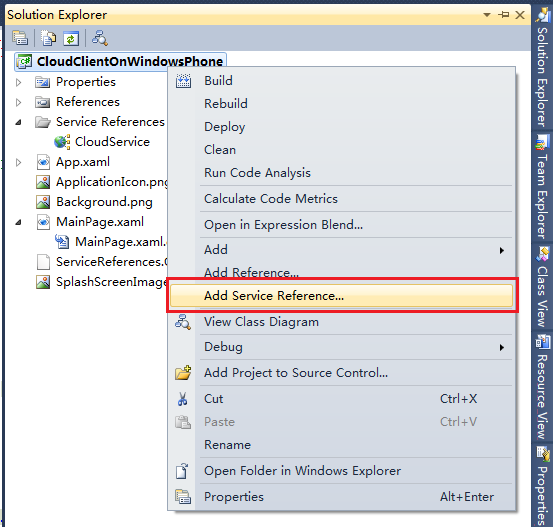 Solution Explorer
CloudClientOnWindowsPhone
Properties
References
Service References
CloudService
App.xaml
ApplicationIcon.png
Background.png
MainPage.xaml
MainPage.xaml.
ServiceReferences.
SplashScreenImage
Build
Rebuild
Deploy
Clean
Run Code Analysis
Calculate Code Metrics
Open in Expression Blend...
Add
Add Reference...
Add Service Reference...
View Class Diagram
Debug
Add Project to Source Control...
Cut Ctrl+X
Paste Ctrl+V
Rename
Open Folder in Windows Explorer
Properties Alt+Enter
Solution Explorer
Team Explorer
Class View
Resource View
Properties